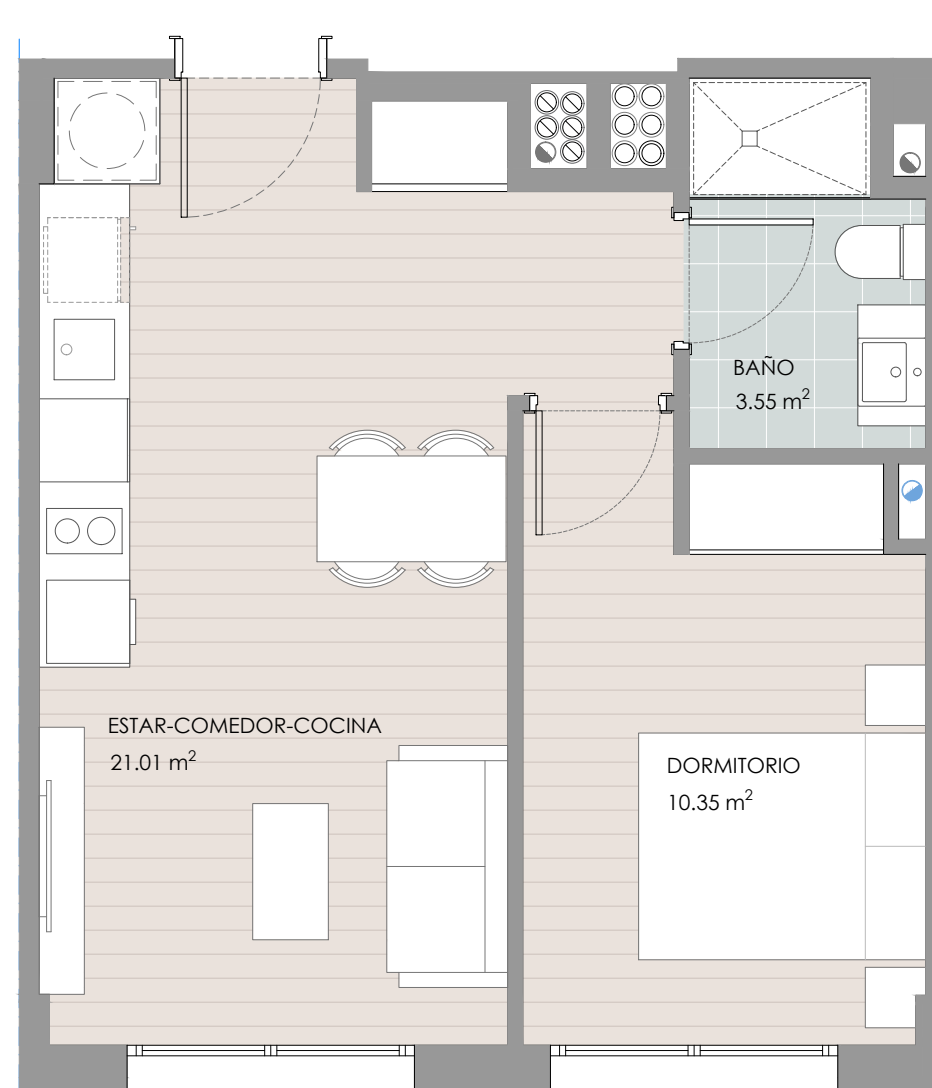 BAÑO
3.55 m²
ESTAR-COMEDOR-COCINA
21.01 m²
DORMITORIO
10.35 m²